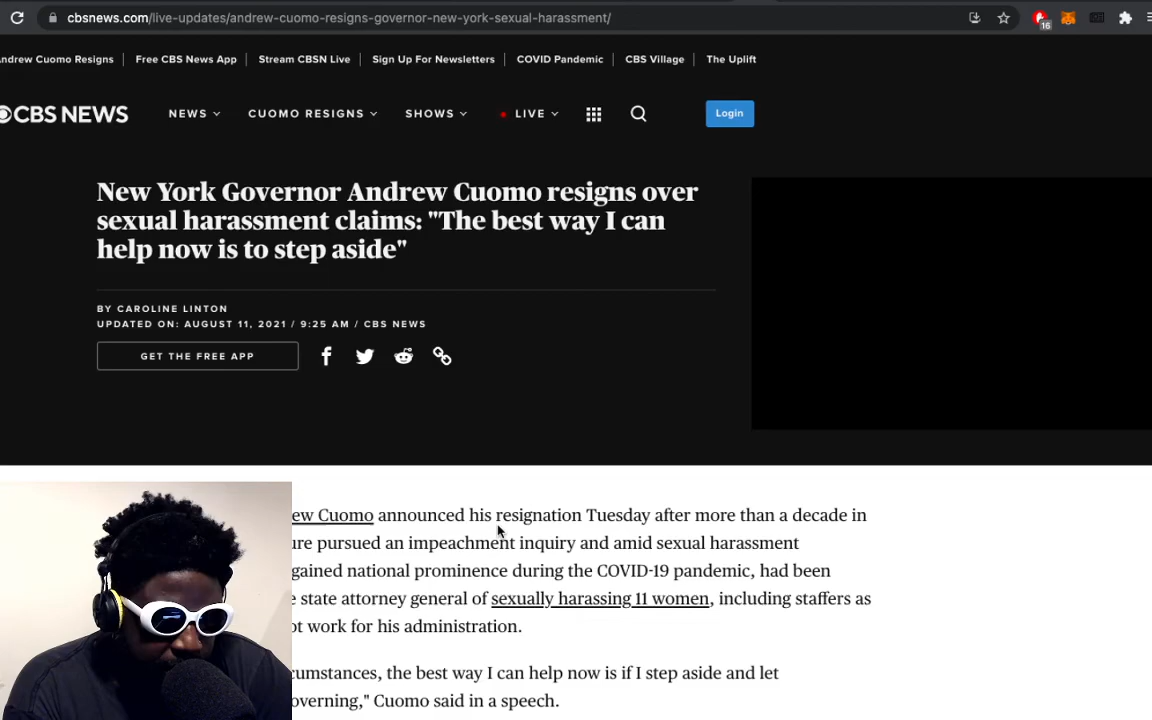 cbsnews.com/live-updates/andrew-cuomo-resigns-governor-new-york-sexual-harassment/
16
ndrew Cuomo Resigns | Free CBS News App | Stream CBSN Live | Sign Up For Newsletters | COVID Pandemic | CBS Village | The Uplift
CBS NEWS NEWS CUOMO RESIGNS SHOWS LIVE Login
New York Governor Andrew Cuomo resigns over
sexual harassment claims: "The best way I can
help now is to step aside"
BY CAROLINE LINTON
UPDATED ON: AUGUST 11, 2021 / 9:25 AM / CBS NEWS
GET THE FREE APP
ew Cuomo announced his resignation Tuesday after more than a decade in
ure pursued an impeachment inquiry and amid sexual harassment
gained national prominence during the COVID-19 pandemic, had been
e state attorney general of sexually harassing 11 women, including staffers as
ot work for his administration.
cumstances, the best way I can help now is if I step aside and let
overning," Cuomo said in a speech.